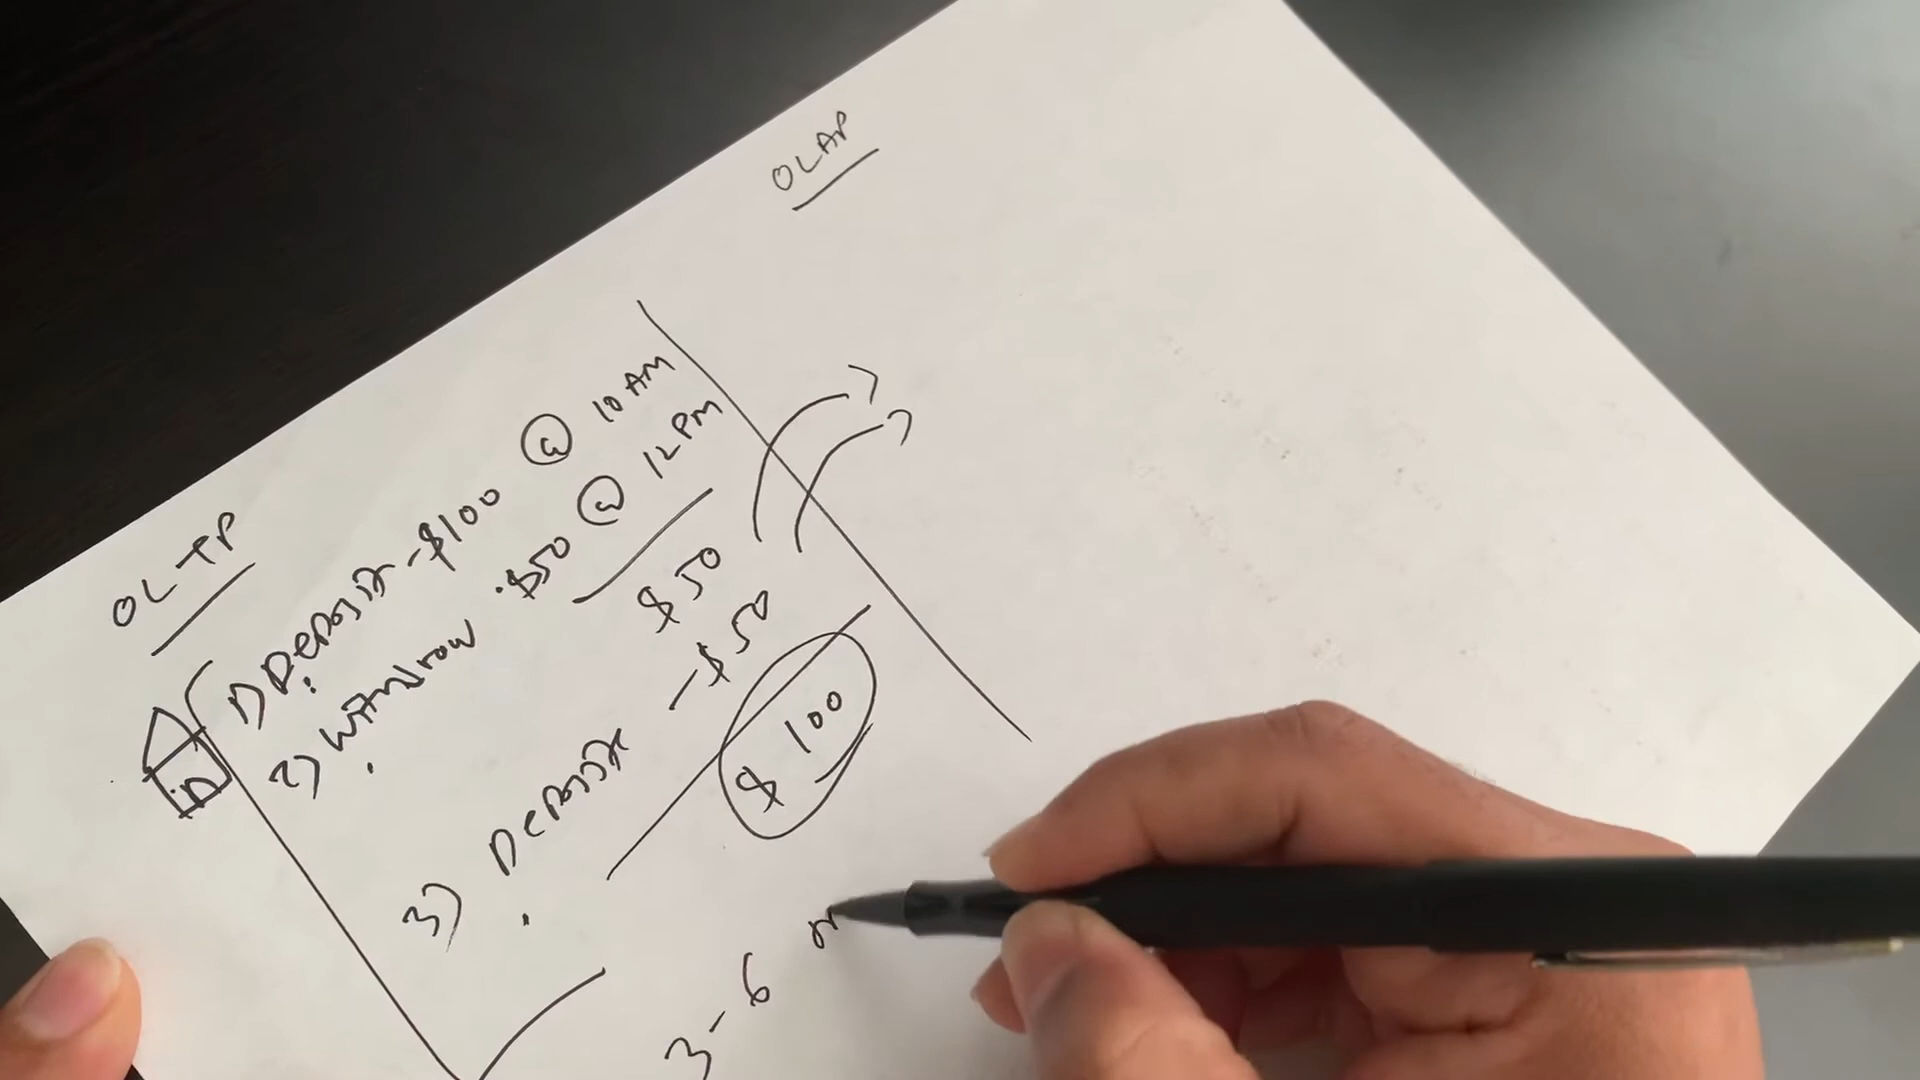 OLAP
OLTP
1) Deposit - $100 @ 10 AM
2) Withdraw . $50 @ 12 PM
$50
3) Deposit - $50
$ 100
3-6 m